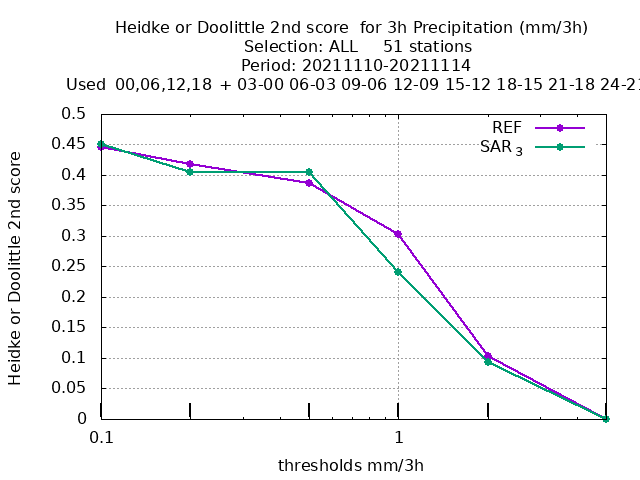 Heidke or Doolittle 2nd score  for 3h Precipitation (mm/3h)
Selection: ALL     51 stations
Period: 20211110-20211114
Used  00,06,12,18  + 03-00 06-03 09-06 12-09 15-12 18-15 21-18 24-21
REF
SAR 3
0.5
0.45
0.4
0.35
0.3
0.25
0.2
0.15
0.1
0.05
0
Heidke or Doolittle 2nd score
0.1
1
thresholds mm/3h